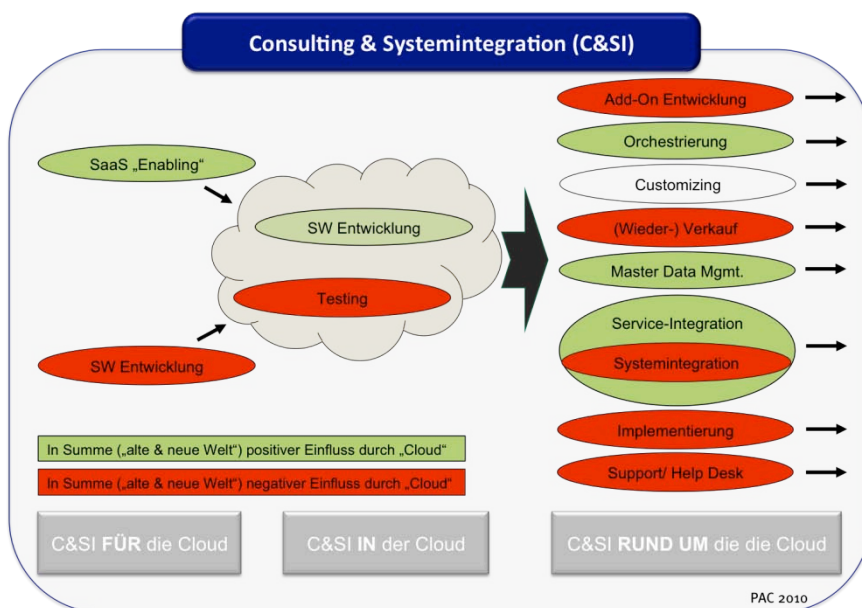 Consulting & Systemintegration (C&SI)
SaaS „Enabling“
SW Entwicklung
SW Entwicklung
Testing
Add-On Entwicklung
Orchestrierung
Customizing
(Wieder-) Verkauf
Master Data Mgmt.
Service-Integration
Systemintegration
Implementierung
Support/ Help Desk
In Summe („alte & neue Welt“) positiver Einfluss durch „Cloud“
In Summe („alte & neue Welt“) negativer Einfluss durch „Cloud“
C&SI FÜR die Cloud
C&SI IN der Cloud
C&SI RUND UM die die Cloud
PAC 2010